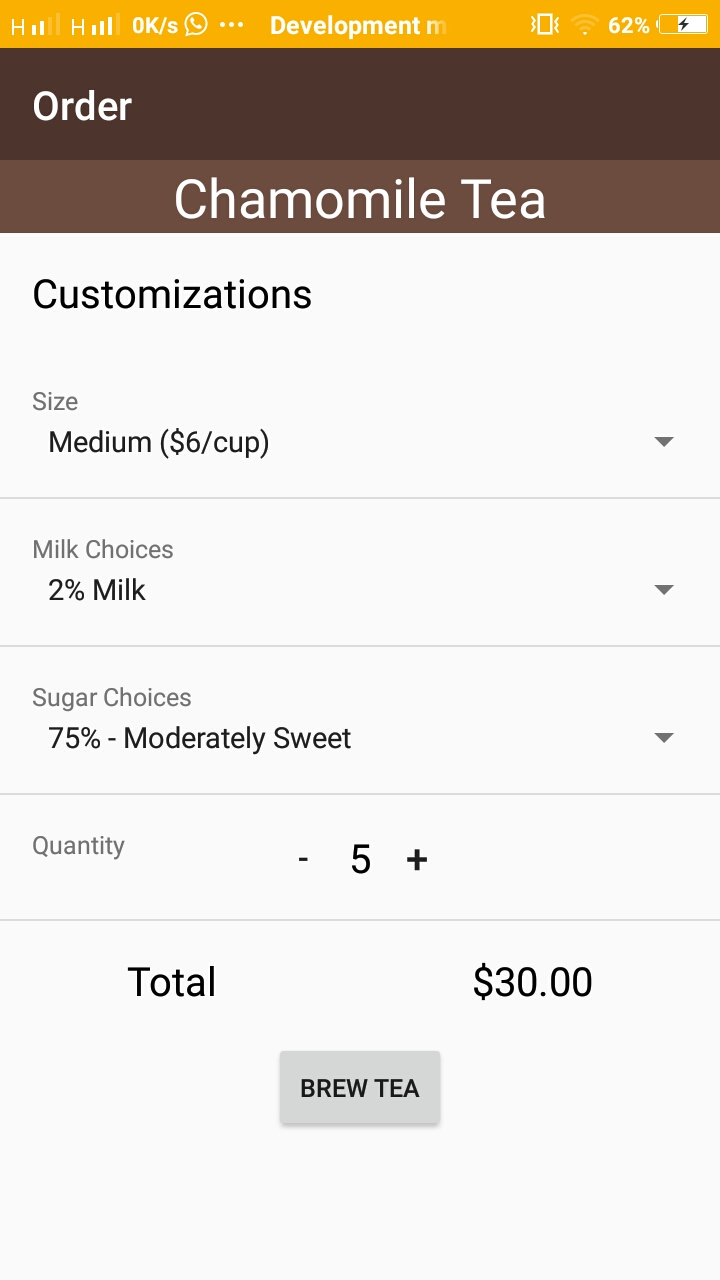 H H 0K/s ... Development m 62%
Order
Chamomile Tea
Customizations
Size
Medium ($6/cup)
Milk Choices
2% Milk
Sugar Choices
75% - Moderately Sweet
Quantity - 5 +
Total $30.00
BREW TEA